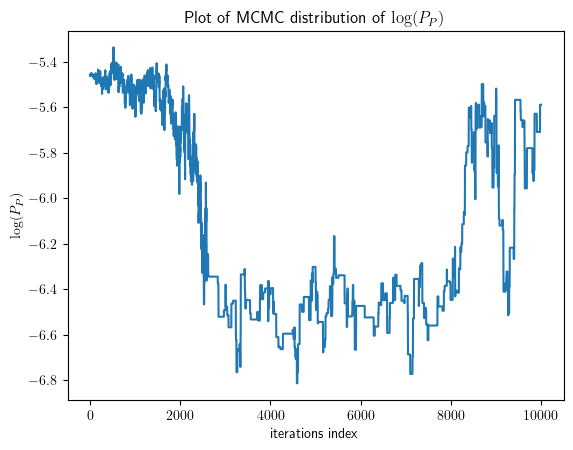 Plot of MCMC distribution of log(P_P)
−5.4
−5.6
−5.8
−6.0
−6.2
−6.4
−6.6
−6.8
log(P_P)
0 2000 4000 6000 8000 10000
iterations index